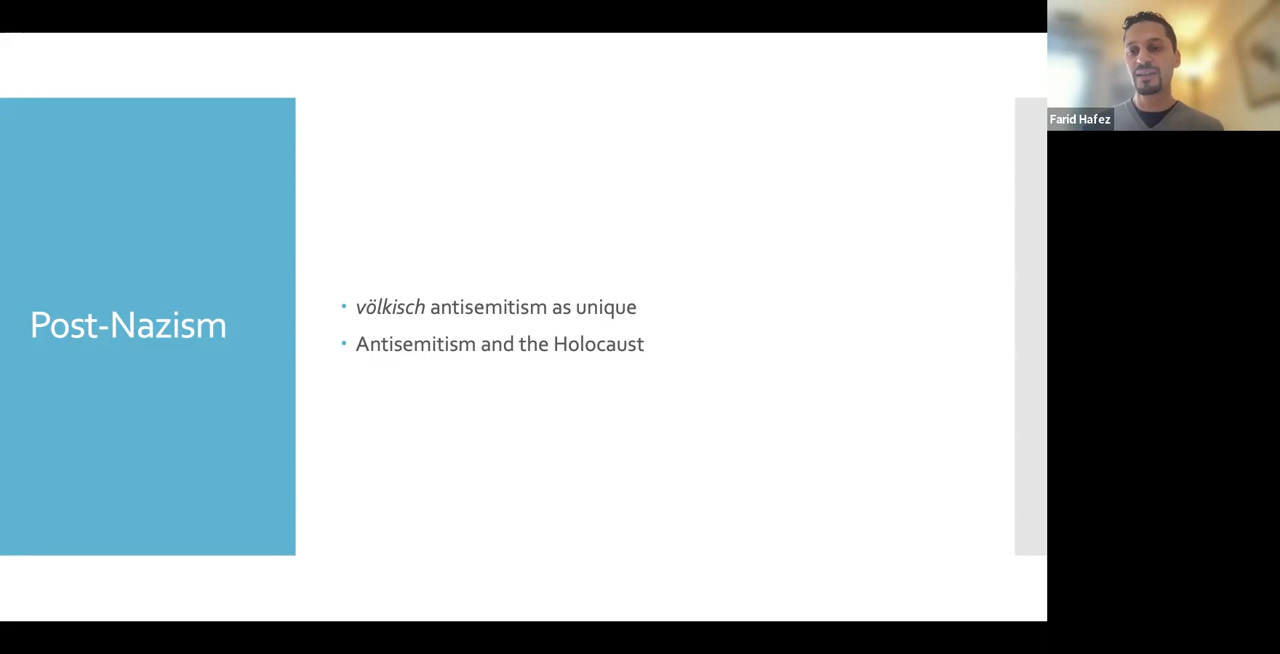 Post-Nazism
• völkisch antisemitism as unique
• Antisemitism and the Holocaust
Farid Hafez